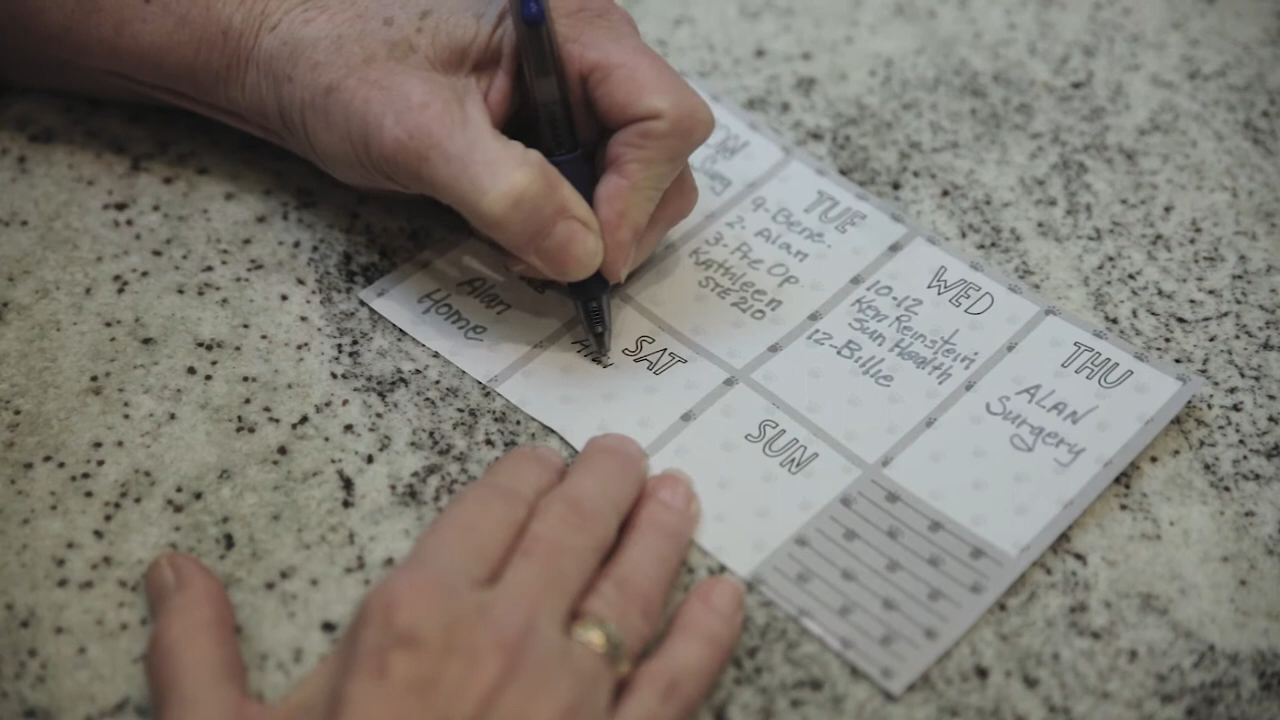 TUE
9-Bene.
2- Alan
3- Pre Op
Kathleen
STE 210
WED
10-12
Ken Reinstein
Sun Health
12-Billie
THU
ALAN
Surgery
Alan
Home
SAT
Alan
SUN